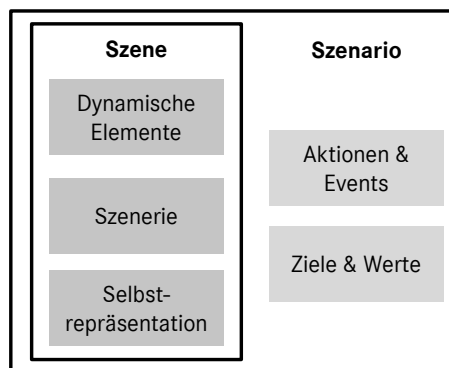 Szene
Dynamische
Elemente
Szenerie
Selbst-
repräsentation
Szenario
Aktionen &
Events
Ziele & Werte